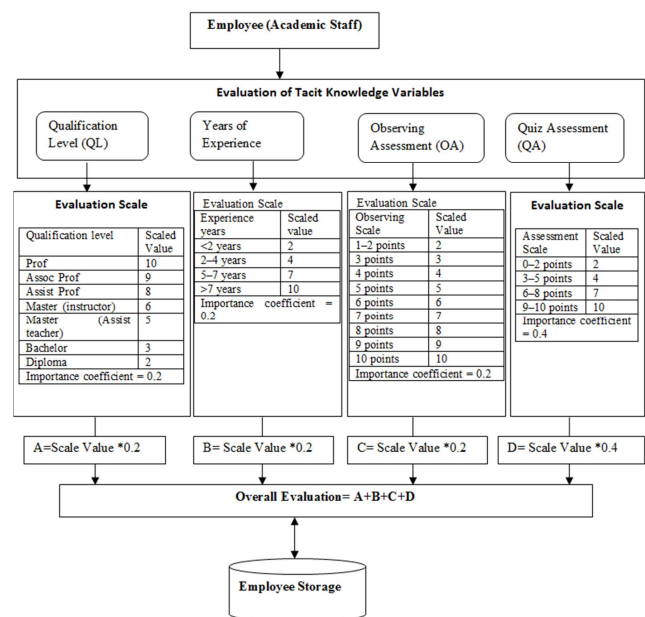 Employee (Academic Staff)
Evaluation of Tacit Knowledge Variables
Qualification
Level (QL)
Years of
Experience
Observing
Assessment (OA)
Quiz Assessment
(QA)
Evaluation Scale
Qualification level Scaled
Value
Prof 10
Assoc Prof 9
Assist Prof 8
Master (instructor) 6
Master (Assist 5
teacher)
Bachelor 3
Diploma 2
Importance coefficient = 0.2
Evaluation Scale
Experience Scaled
years value
<2 years 2
2–4 years 4
5–7 years 7
>7 years 10
Importance coefficient =
0.2
Evaluation Scale
Observing Scaled
Scale Value
1–2 points 2
3 points 3
4 points 4
5 points 5
6 points 6
7 points 7
8 points 8
9 points 9
10 points 10
Importance coefficient = 0.2
Evaluation Scale
Assessment Scaled
Scale Value
0–2 points 2
3–5 points 4
6–8 points 7
9–10 points 10
Importance coefficient
= 0.4
A=Scale Value *0.2
B= Scale Value *0.2
C= Scale Value *0.2
D= Scale Value *0.4
Overall Evaluation= A+B+C+D
Employee Storage